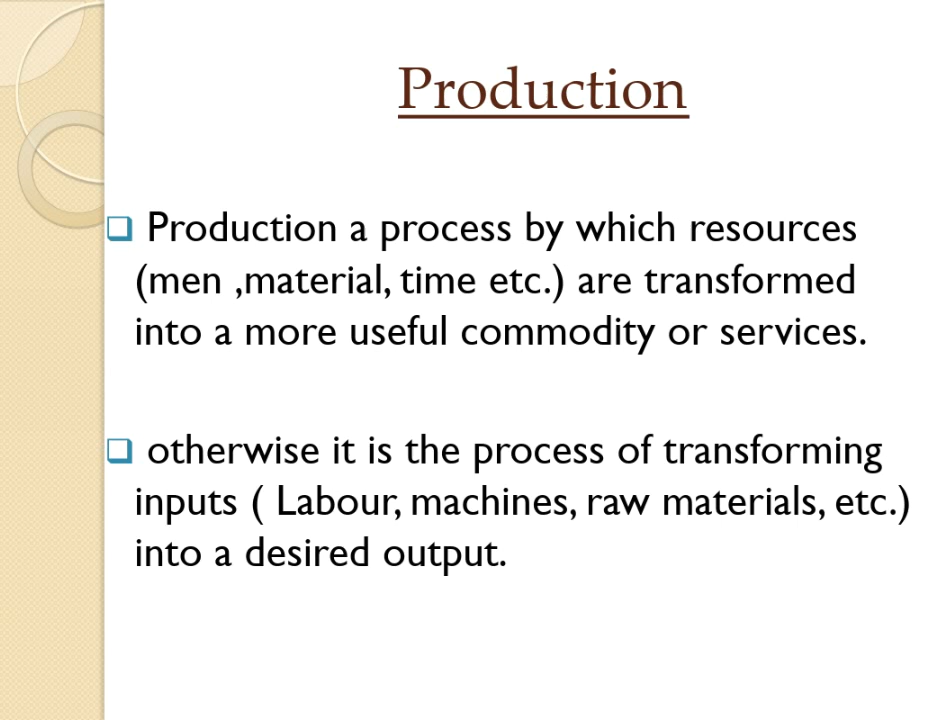 Production
Production a process by which resources
(men ,material, time etc.) are transformed
into a more useful commodity or services.
otherwise it is the process of transforming
inputs ( Labour, machines, raw materials, etc.)
into a desired output.